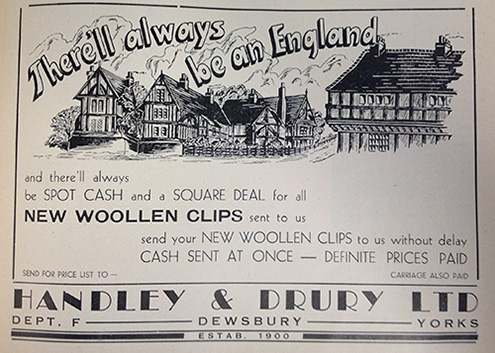 There'll always
be an England
and there'll always
be SPOT CASH and a SQUARE DEAL for all
NEW WOOLLEN CLIPS sent to us
send your NEW WOOLLEN CLIPS to us without delay
CASH SENT AT ONCE — DEFINITE PRICES PAID
SEND FOR PRICE LIST TO— CARRIAGE ALSO PAID
HANDLEY & DRURY LTD
DEPT. F DEWSBURY YORKS
ESTAB. 1900